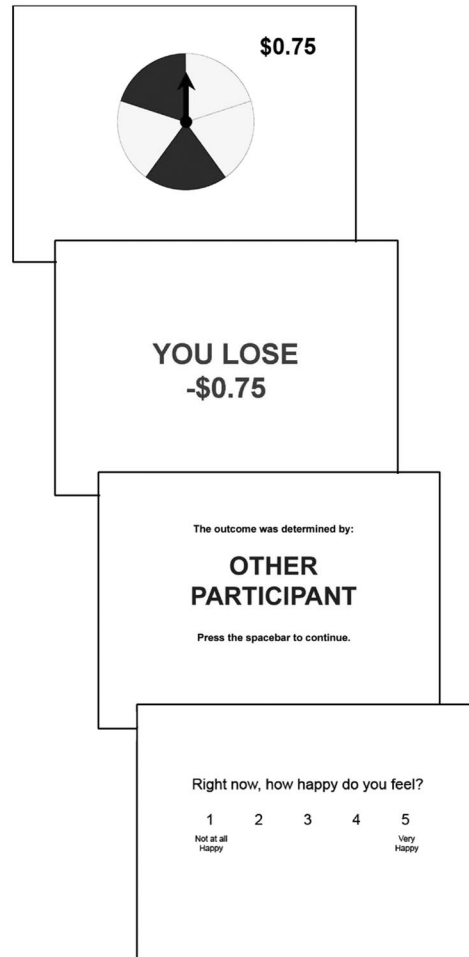 $0.75
YOU LOSE
-$0.75
The outcome was determined by:
OTHER
PARTICIPANT
Press the spacebar to continue.
Right now, how happy do you feel?
1 2 3 4 5
Not at all Very
Happy Happy